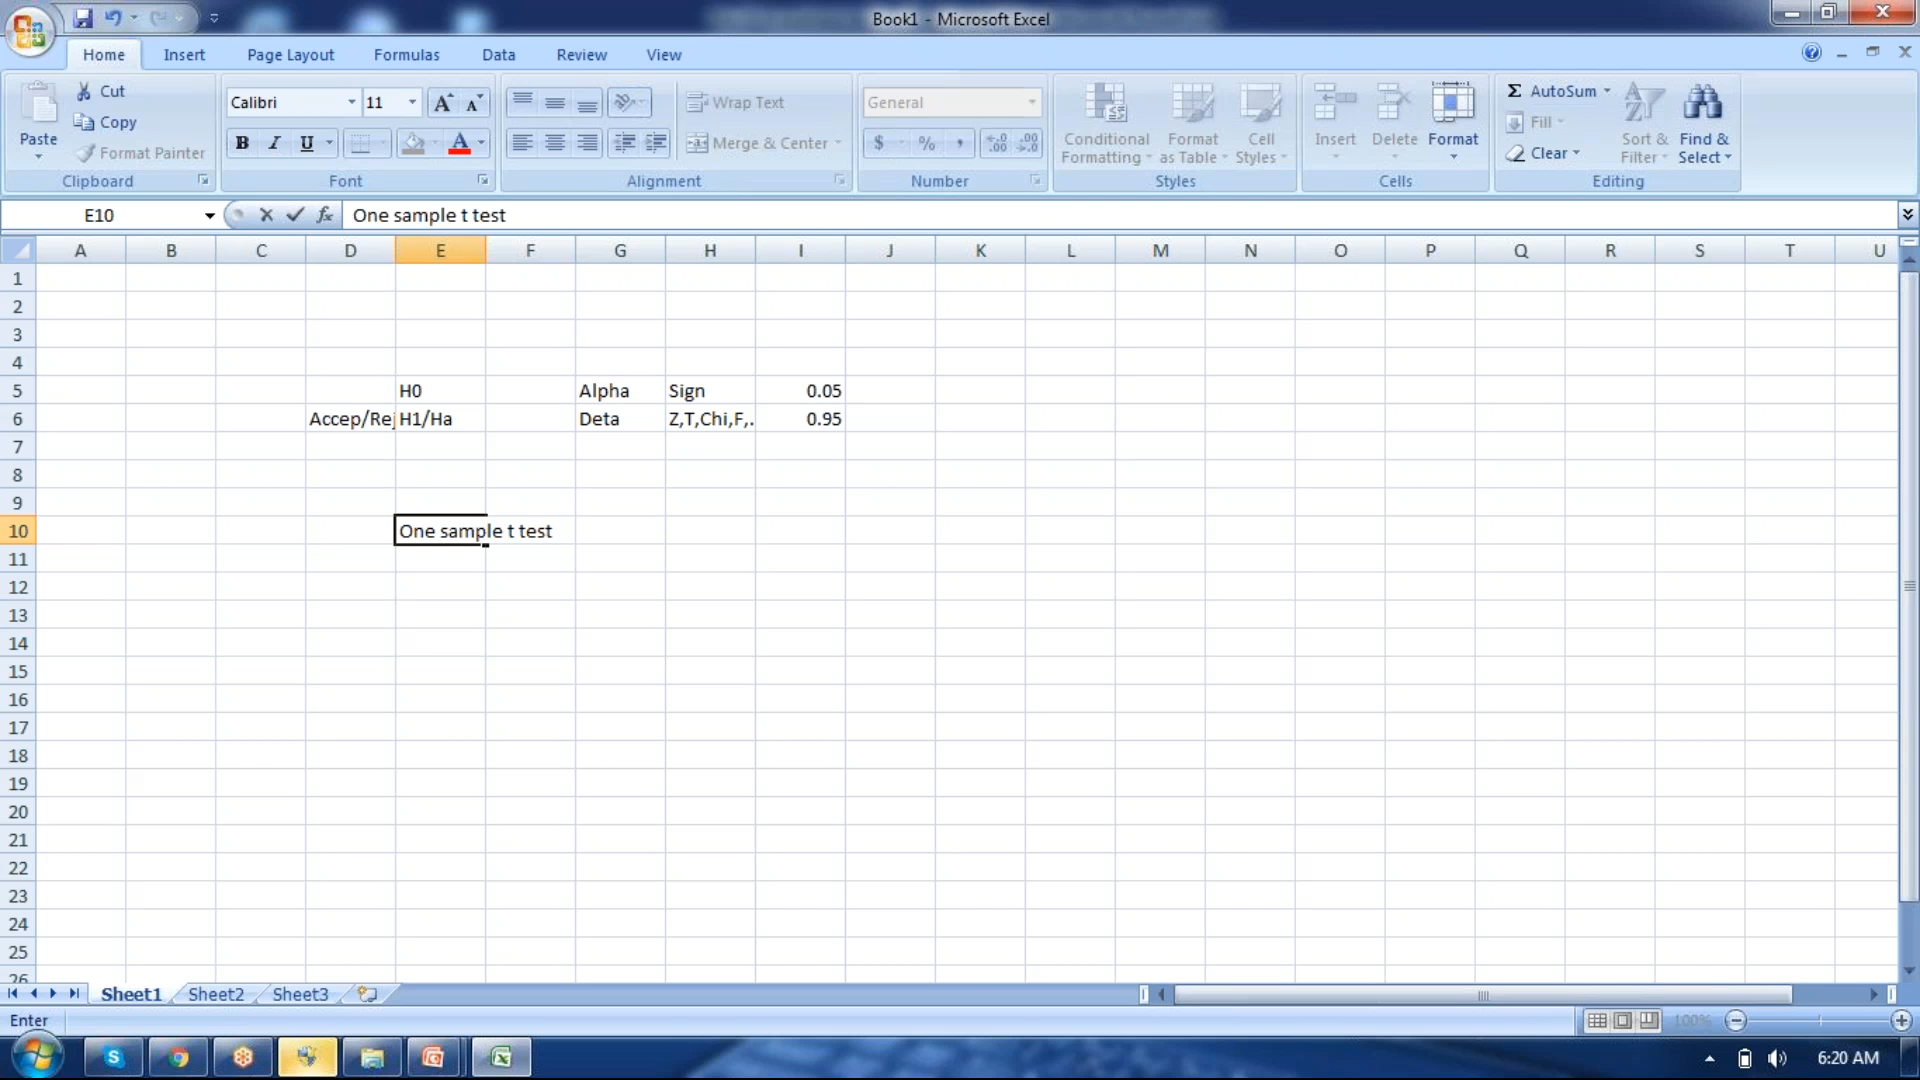 Book1 - Microsoft Excel
Home Insert Page Layout Formulas Data Review View
Paste
Cut
Copy
Format Painter
Clipboard
Calibri 11
B I U
Font
Wrap Text
Merge & Center
Alignment
General
$ % ,
Number
Conditional Formatting
Format as Table
Cell Styles
Styles
Insert Delete Format
Cells
AutoSum
Fill
Clear
Sort & Filter
Find & Select
Editing
E10 fx One sample t test
A B C D E F G H I J K L M N O P Q R S T U
1
2
3
4
5 H0 Alpha Sign 0.05
6 Accep/Rej H1/Ha Deta Z,T,Chi,F,. 0.95
7
8
9
10 One sample t test
11
12
13
14
15
16
17
18
19
20
21
22
23
24
25
26
Sheet1 Sheet2 Sheet3
Enter 100%
6:20 AM